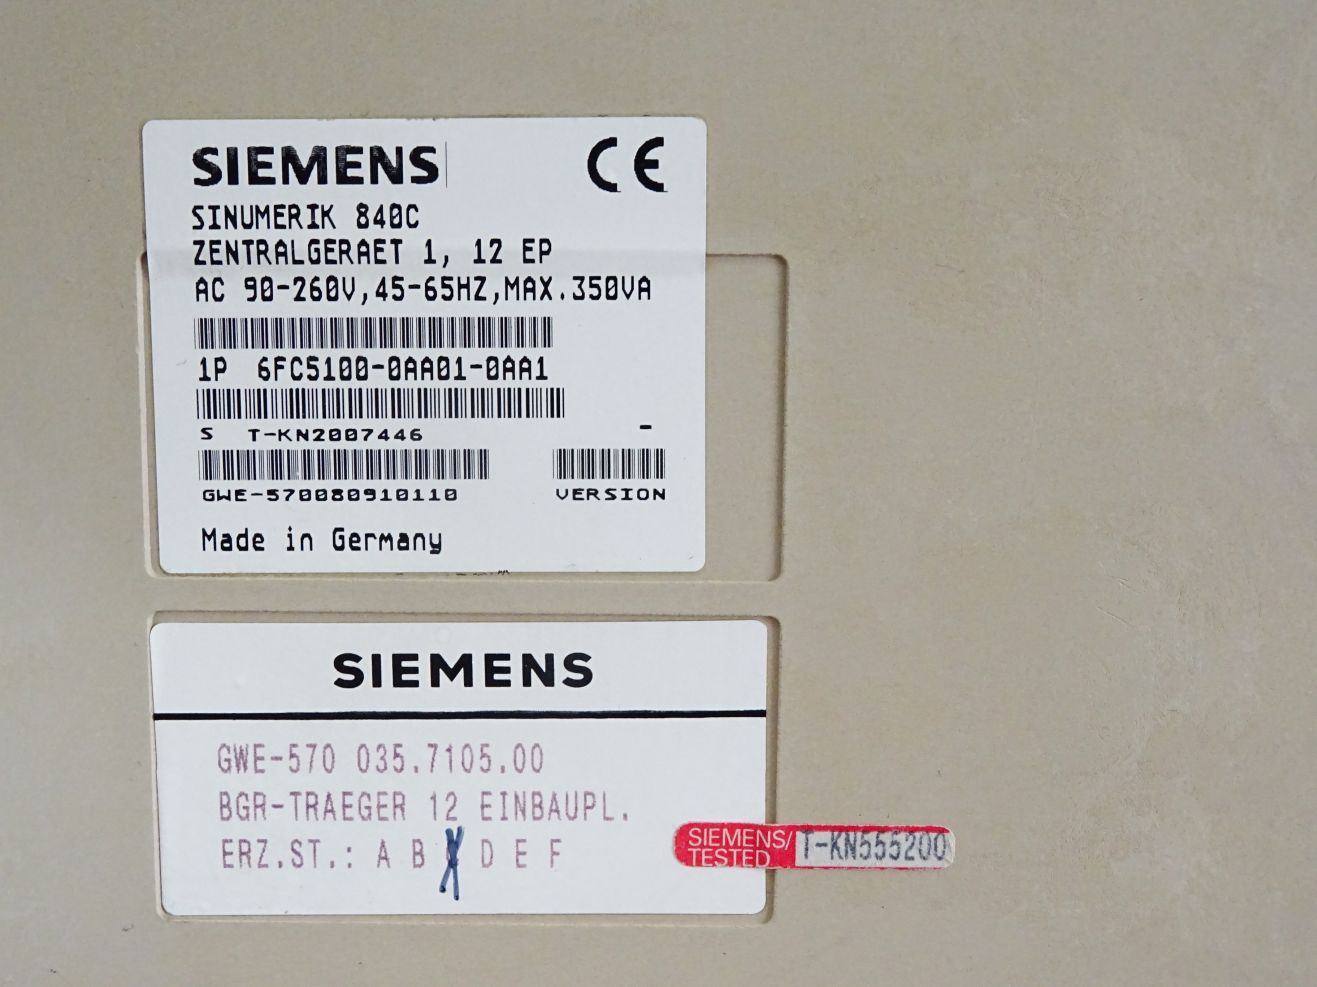 SIEMENS
CE
SINUMERIK 840C
ZENTRALGERAET 1, 12 EP
AC 90-260V,45-65HZ,MAX.350VA
1P 6FC5100-0AA01-0AA1
S T-KN2007446 -
GWE-570080910110 VERSION
Made in Germany
SIEMENS
GWE-570 035.7105.00
BGR-TRAEGER 12 EINBAUPL.
ERZ.ST.: A B D E F
SIEMENS/
TESTED
T-KN555200